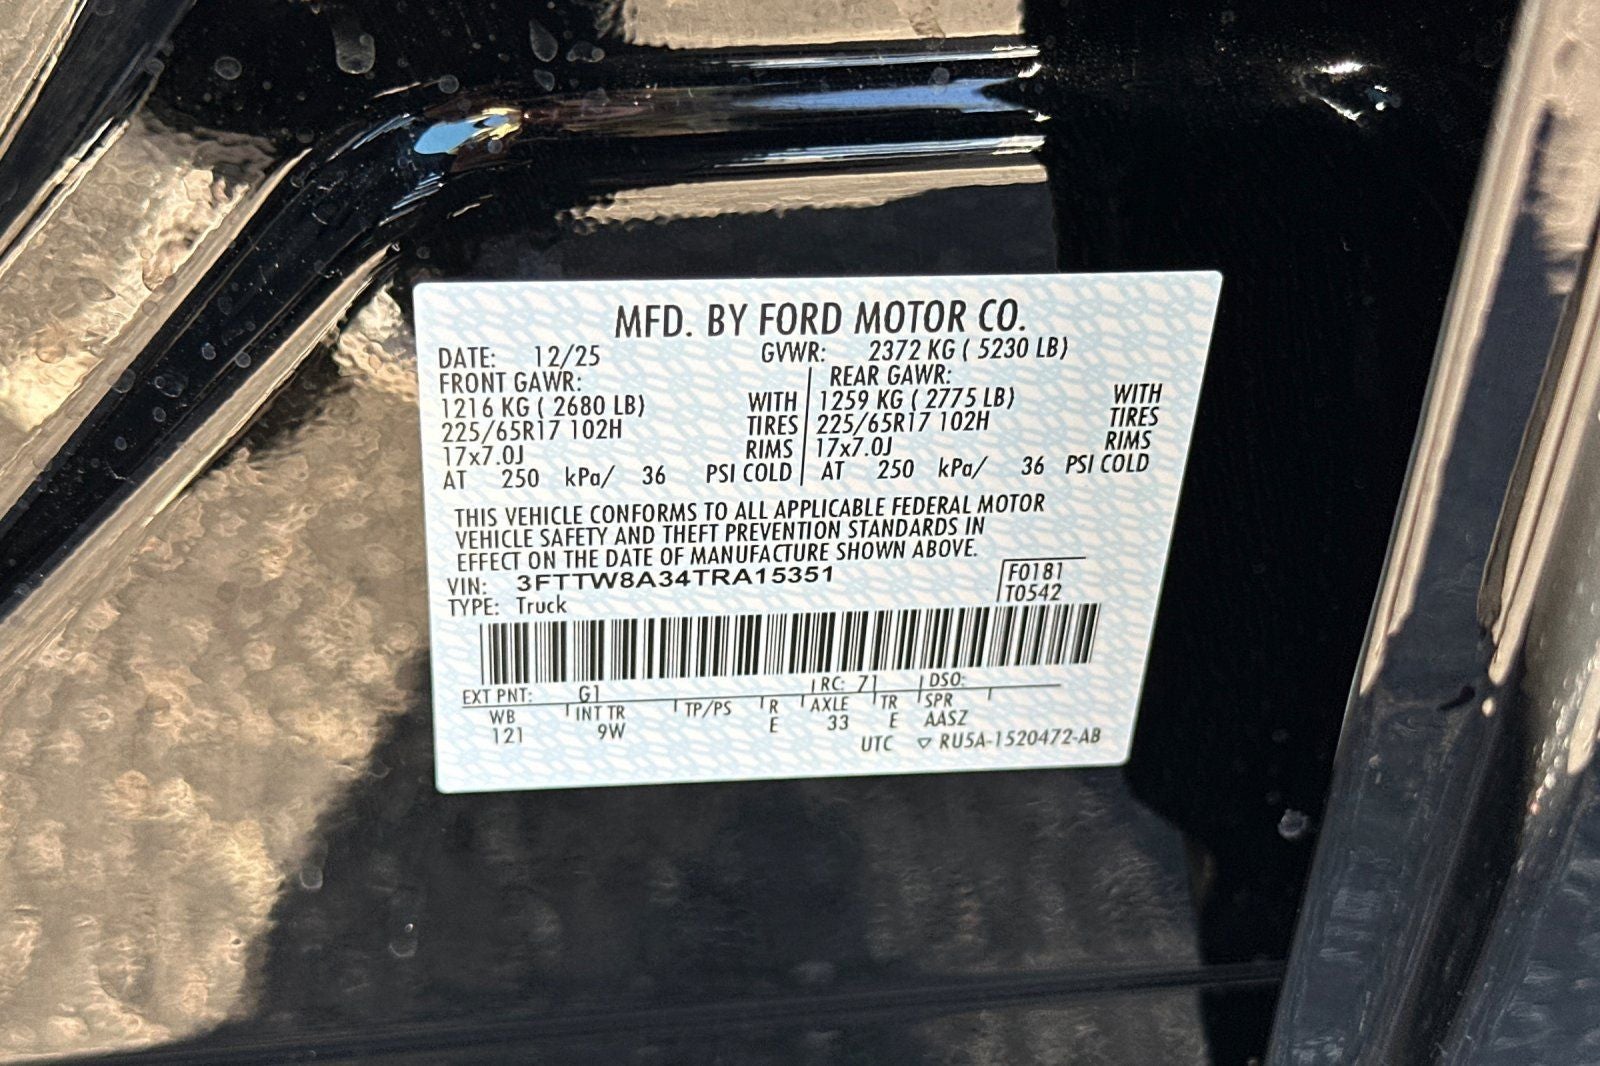 MFD. BY FORD MOTOR CO.
DATE: 12/25 GVWR: 2372 KG ( 5230 LB)
FRONT GAWR: REAR GAWR:
1216 KG ( 2680 LB) WITH 1259 KG ( 2775 LB) WITH
225/65R17 102H TIRES 225/65R17 102H TIRES
17x7.0J RIMS 17x7.0J RIMS
AT 250 kPa/ 36 PSI COLD AT 250 kPa/ 36 PSI COLD
THIS VEHICLE CONFORMS TO ALL APPLICABLE FEDERAL MOTOR
VEHICLE SAFETY AND THEFT PREVENTION STANDARDS IN
EFFECT ON THE DATE OF MANUFACTURE SHOWN ABOVE.
VIN: 3FTTW8A34TRA15351 F0181
TYPE: Truck T0542
EXT PNT: G1 RC: 71 DSO:
WB INT TR TP/PS R AXLE TR SPR
121 9W E 33 E AASZ
UTC ▽ RU5A-1520472-AB